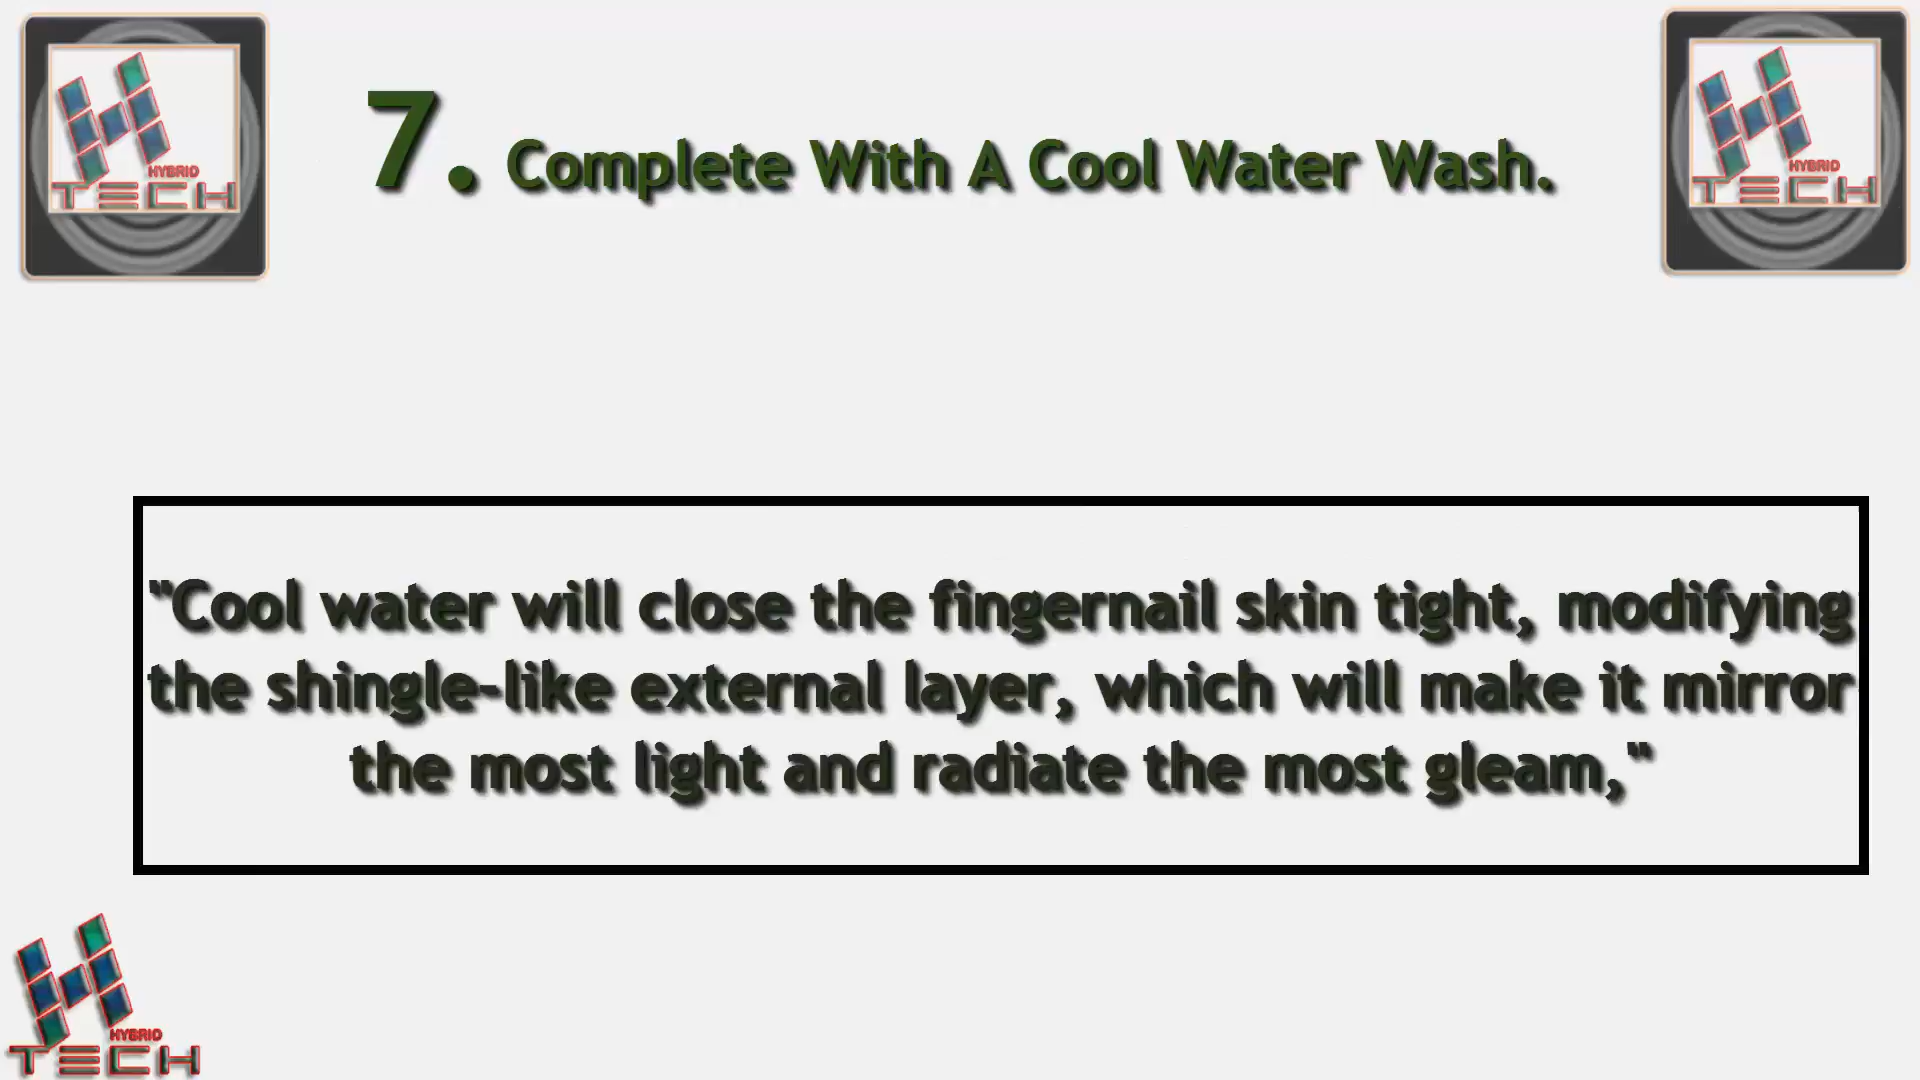 HYBRID
TECH
HYBRID
TECH
7. Complete With A Cool Water Wash.
"Cool water will close the fingernail skin tight, modifying
the shingle-like external layer, which will make it mirror
the most light and radiate the most gleam,"
HYBRID
TECH